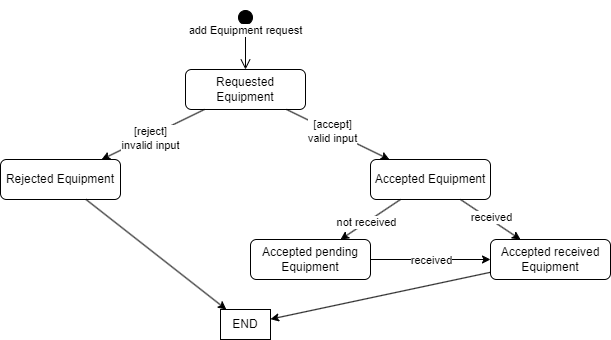 add Equipment request
Requested
Equipment
[reject]
invalid input
[accept]
valid input
Rejected Equipment
Accepted Equipment
not received
received
Accepted pending
Equipment
received
Accepted received
Equipment
END